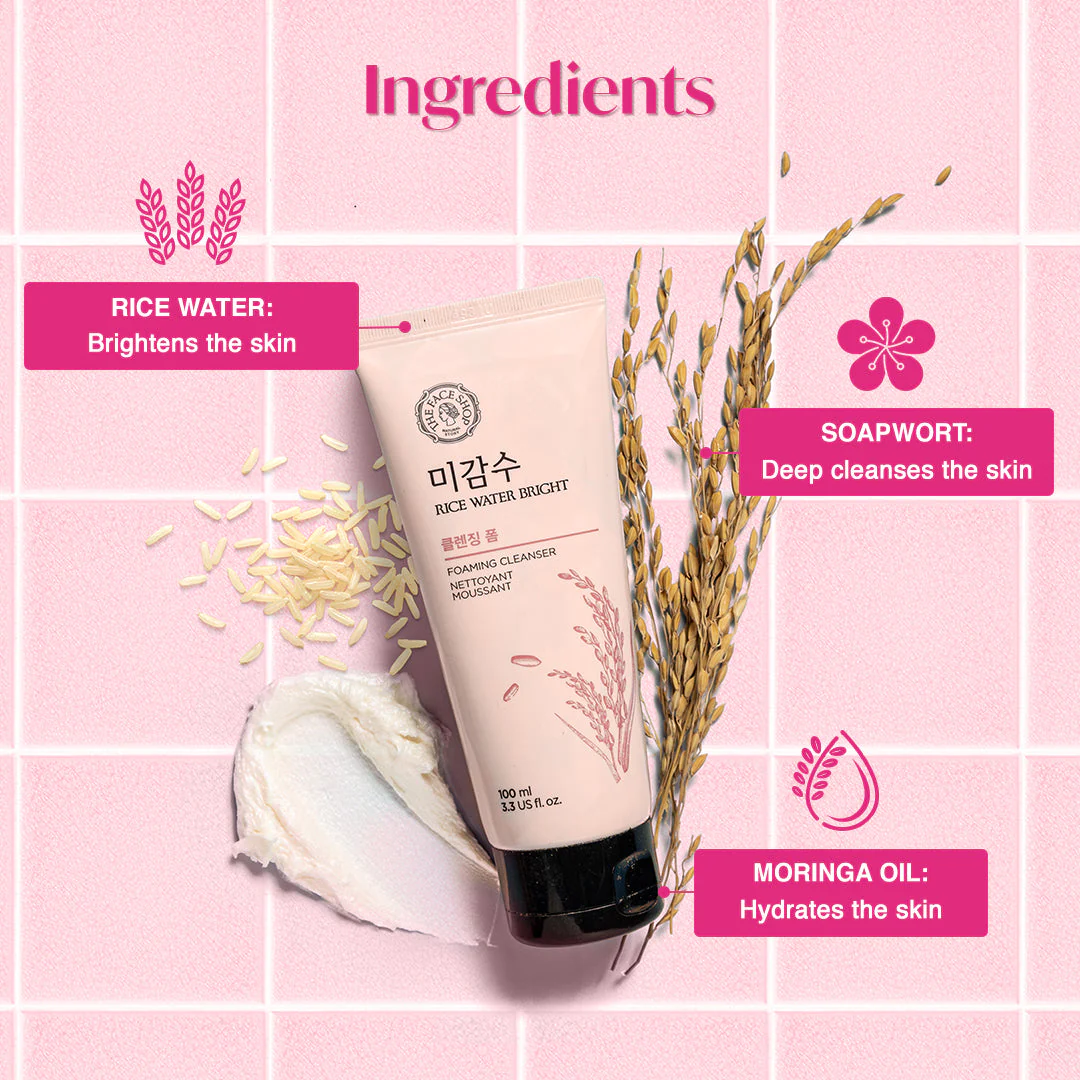 Ingredients
RICE WATER:
Brightens the skin
THE FACE SHOP
NATURAL
STORY
미감수
RICE WATER BRIGHT
클렌징 폼
FOAMING CLEANSER
NETTOYANT
MOUSSANT
SOAPWORT:
Deep cleanses the skin
100 ml
3.3 US fl. oz.
MORINGA OIL:
Hydrates the skin